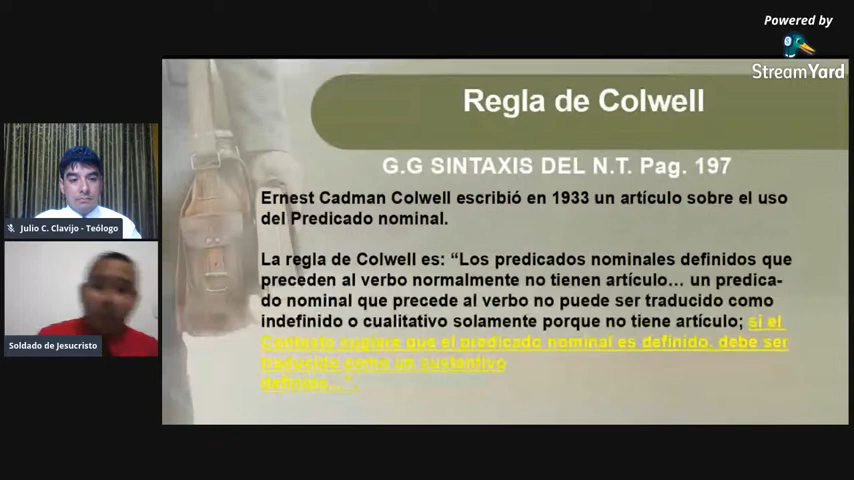 Powered by
StreamYard
Regla de Colwell
G.G SINTAXIS DEL N.T. Pag. 197
Ernest Cadman Colwell escribió en 1933 un artículo sobre el uso
del Predicado nominal.
La regla de Colwell es: “Los predicados nominales definidos que
preceden al verbo normalmente no tienen artículo... un predica-
do nominal que precede al verbo no puede ser traducido como
indefinido o cualitativo solamente porque no tiene artículo; si el
Contexto sugiere que el predicado nominal es definido, debe ser
traducido como un sustantivo
definido...”.
Julio C. Clavijo - Teólogo
Soldado de Jesucristo